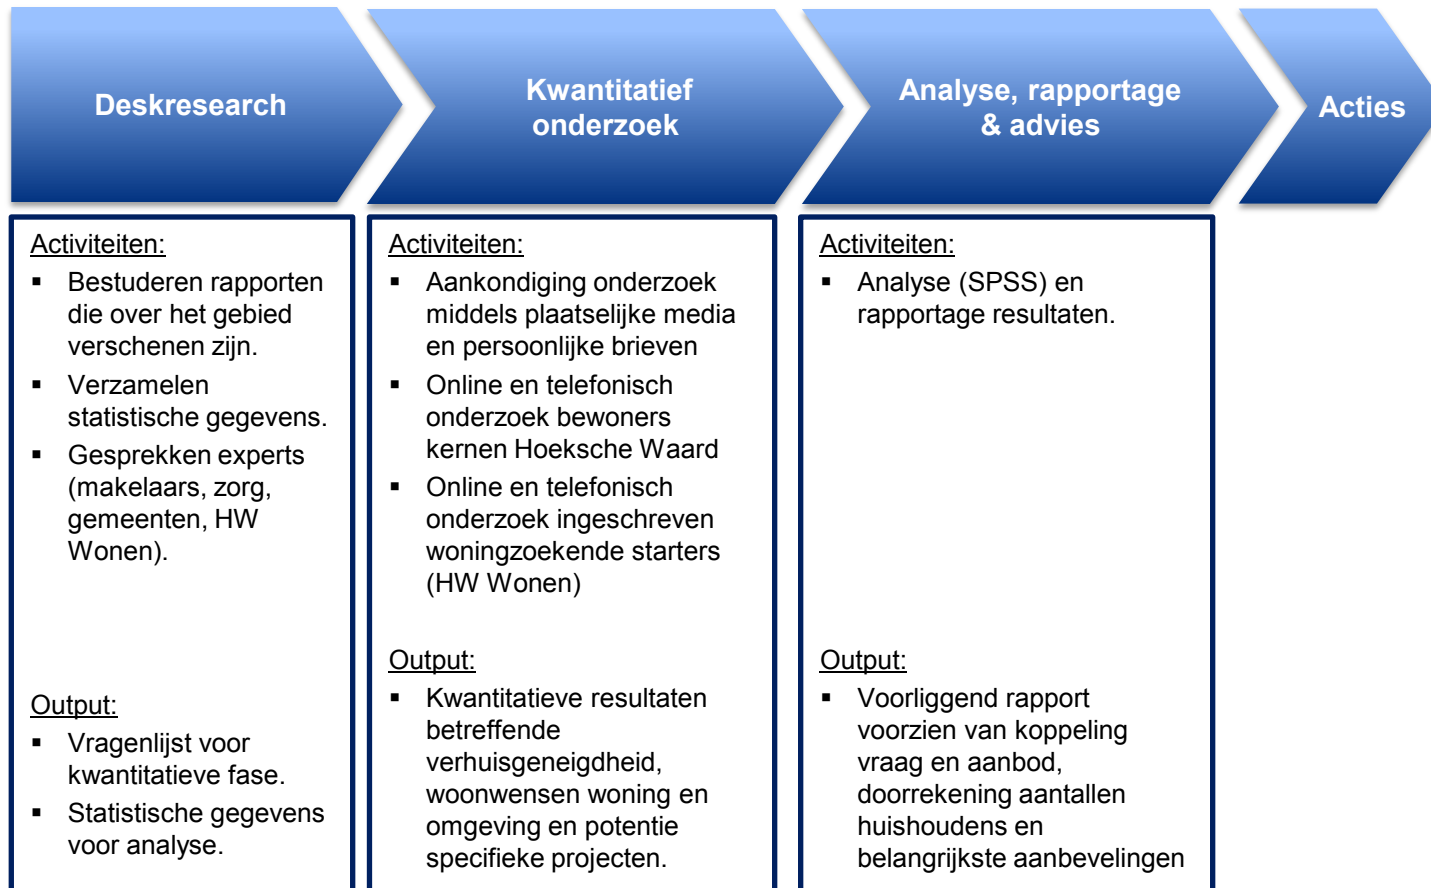 Deskresearch
Kwantitatief
onderzoek
Analyse, rapportage
& advies
Acties
Activiteiten:
▪ Bestuderen rapporten
die over het gebied
verschenen zijn.
▪ Verzamelen
statistische gegevens.
▪ Gesprekken experts
(makelaars, zorg,
gemeenten, HW
Wonen).
Output:
▪ Vragenlijst voor
kwantitatieve fase.
▪ Statistische gegevens
voor analyse.
Activiteiten:
▪ Aankondiging onderzoek
middels plaatselijke media
en persoonlijke brieven
▪ Online en telefonisch
onderzoek bewoners
kernen Hoeksche Waard
▪ Online en telefonisch
onderzoek ingeschreven
woningzoekende starters
(HW Wonen)
Output:
▪ Kwantitatieve resultaten
betreffende
verhuisgeneigdheid,
woonwensen woning en
omgeving en potentie
specifieke projecten.
Activiteiten:
▪ Analyse (SPSS) en
rapportage resultaten.
Output:
▪ Voorliggend rapport
voorzien van koppeling
vraag en aanbod,
doorrekening aantallen
huishoudens en
belangrijkste aanbevelingen